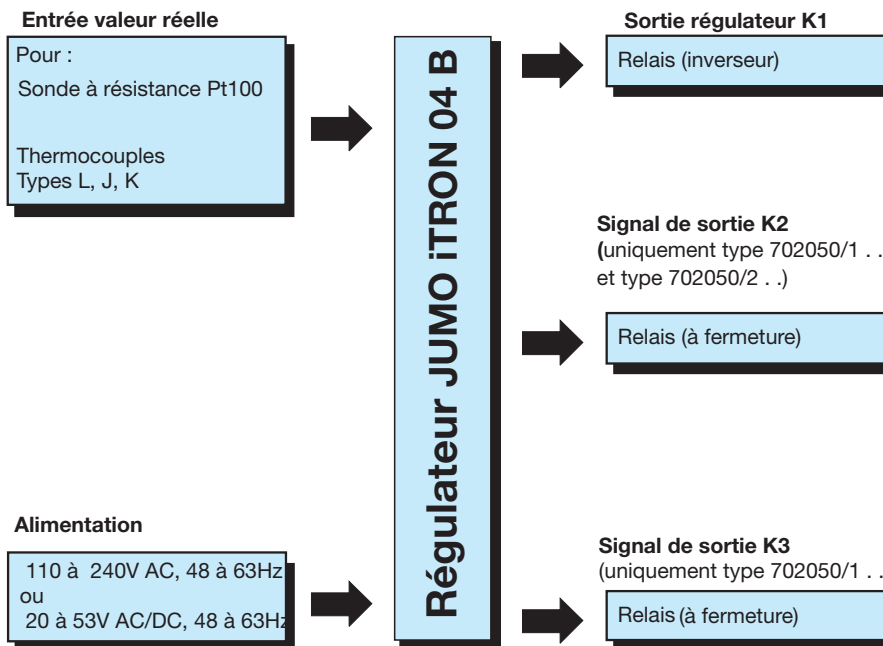 Entrée valeur réelle
Pour :
Sonde à résistance Pt100
Thermocouples
Types L, J, K
Alimentation
110 à 240V AC, 48 à 63Hz
ou
20 à 53V AC/DC, 48 à 63Hz
Régulateur JUMO iTRON 04 B
Sortie régulateur K1
Relais (inverseur)
Signal de sortie K2
(uniquement type 702050/1 . .
et type 702050/2 . .)
Relais (à fermeture)
Signal de sortie K3
(uniquement type 702050/1 . .
Relais (à fermeture)